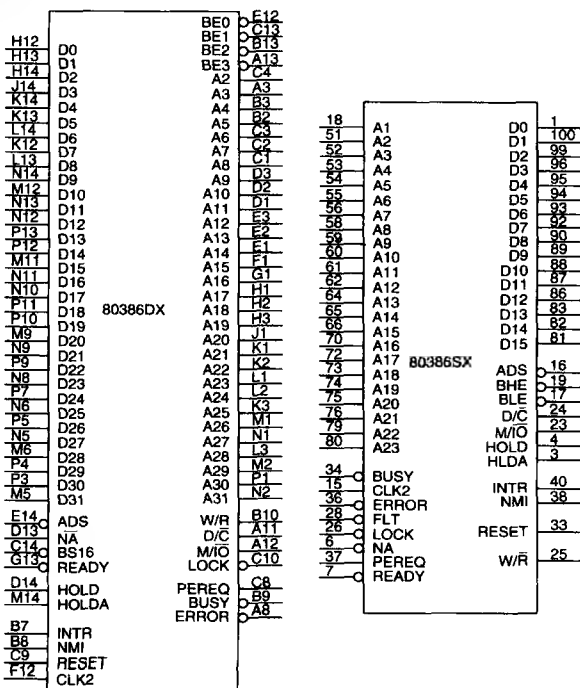 H12 D0
H13 D1
H14 D2
J14 D3
K14 D4
K13 D5
L14 D6
K12 D7
L13 D8
N14 D9
M12 D10
N13 D11
N12 D12
P13 D13
P12 D14
M11 D15
N11 D16
N10 D17
P11 D18
P10 D19
M9 D20
N9 D21
P9 D22
N8 D23
P7 D24
N6 D25
P5 D26
N5 D27
M6 D28
P4 D29
P3 D30
M5 D31
E14 ADS
D13 N̅A̅
C14 BS16
G13 READY
D14 HOLD
M14 HOLDA
B7 INTR
B8 NMI
C9 RESET
F12 CLK2
80386DX
BE0 E12
BE1 C13
BE2 B13
BE3 A13
A2 C4
A3 A3
A4 B3
A5 B2
A6 C3
A7 C2
A8 C1
A9 D3
A10 D2
A11 D1
A12 E3
A13 E2
A14 E1
A15 F1
A16 G1
A17 H1
A18 H2
A19 H3
A20 J1
A21 K1
A22 K2
A23 L1
A24 L2
A25 K3
A26 M1
A27 N1
A28 L3
A29 M2
A30 P1
A31 N2
W/R̅ B10
D/C̅ A11
M/I̅O̅ A12
LOCK C10
PEREQ C8
BUSY B9
ERROR A8
18 A1
51 A2
52 A3
53 A4
54 A5
55 A6
56 A7
58 A8
59 A9
60 A10
61 A11
62 A12
64 A13
65 A14
66 A15
70 A16
72 A17
73 A18
74 A19
75 A20
76 A21
79 A22
80 A23
34 BUSY
15 CLK2
36 ERROR
28 FLT
26 LOCK
6 NA
37 PEREQ
7 READY
80386SX
D0 1
D1 100
D2 99
D3 96
D4 95
D5 94
D6 93
D7 92
D8 90
D9 89
D10 88
D11 87
D12 86
D13 83
D14 82
D15 81
ADS 16
BHE 19
BLE 17
D/C̅ 24
M/I̅O̅ 23
HOLD 4
HLDA 3
INTR 40
NMI 38
RESET 33
W/R̅ 25